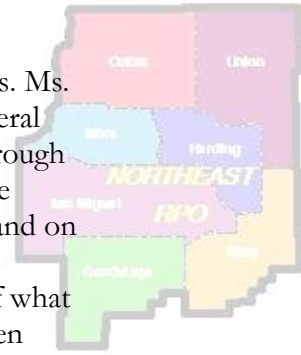 s. Ms.
Colfax Union
eral
rough
Mora Harding
NORTHEAST
San Miguel
and on
RPO
Quay
Guadalupe
f what
en